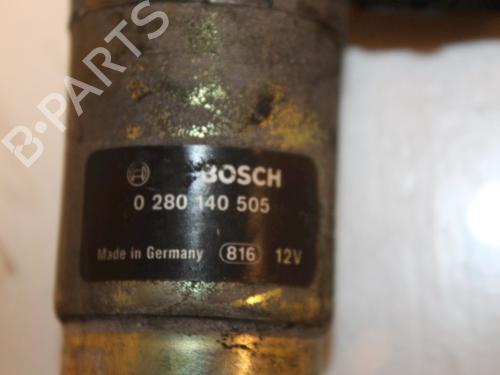 B-PARTS
BOSCH
0 280 140 505
Made in Germany 816 12V